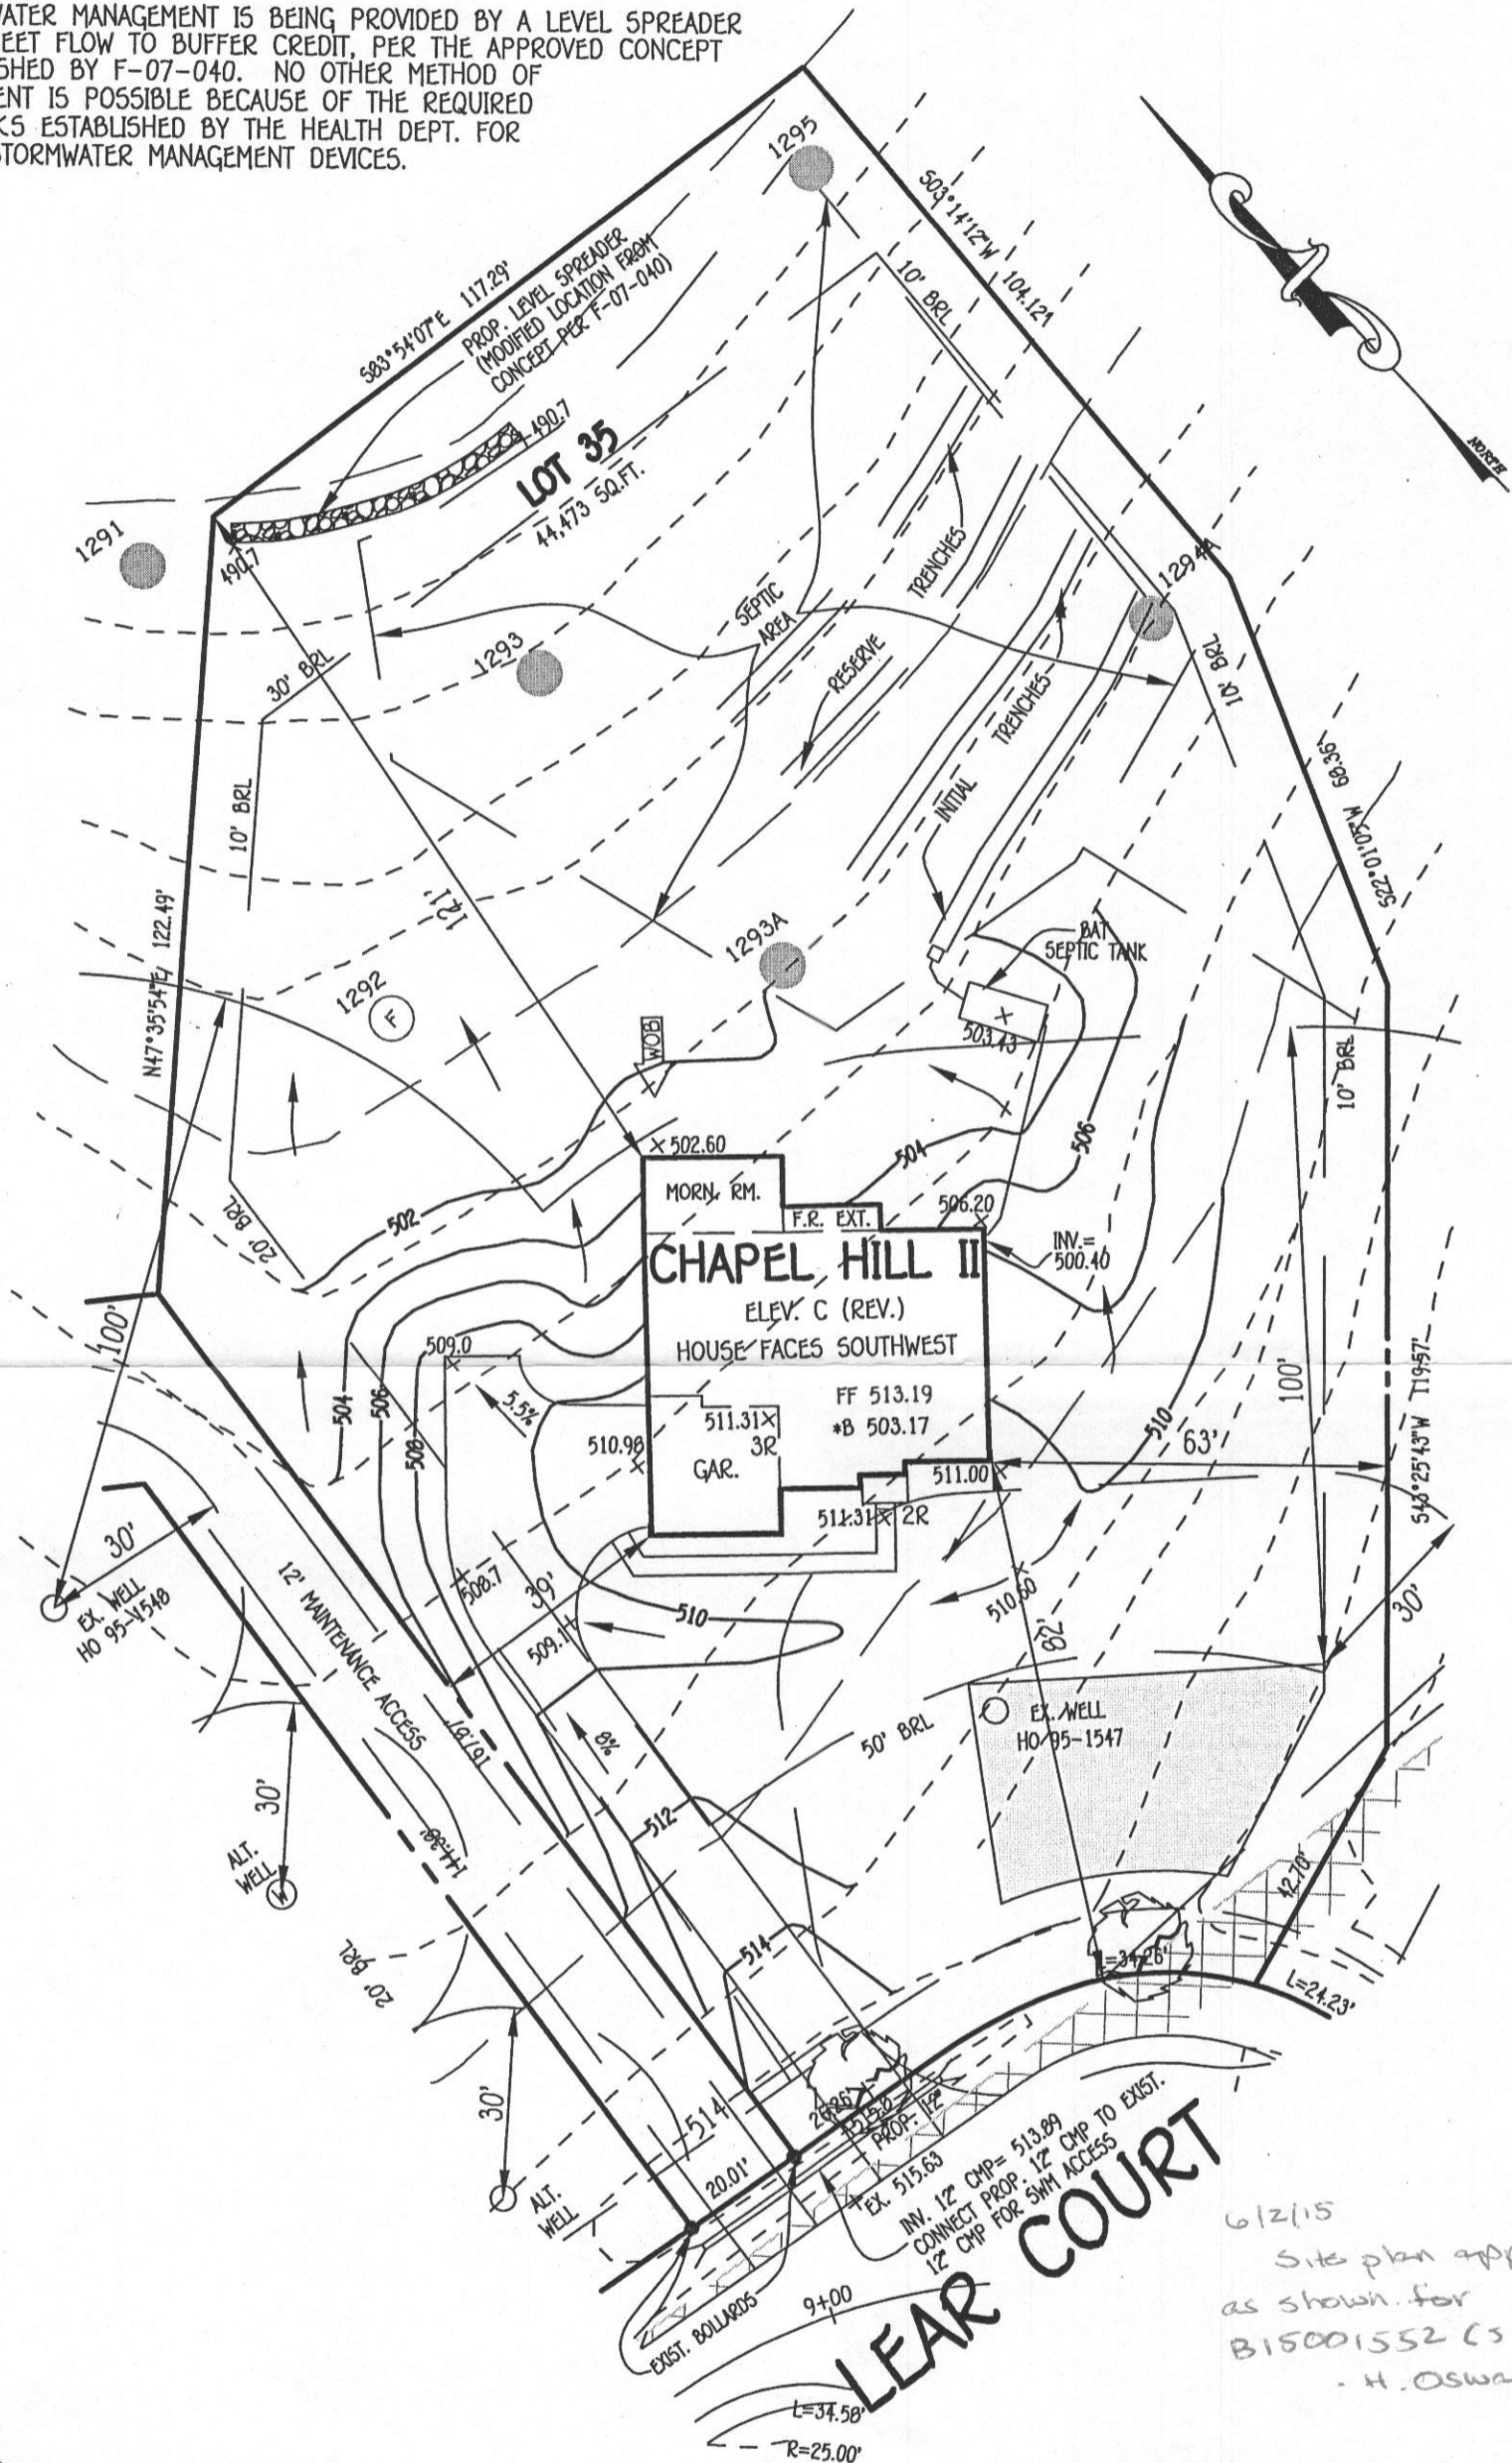 WATER MANAGEMENT IS BEING PROVIDED BY A LEVEL SPREADER
EET FLOW TO BUFFER CREDIT, PER THE APPROVED CONCEPT
SHED BY F-07-040. NO OTHER METHOD OF
ENT IS POSSIBLE BECAUSE OF THE REQUIRED
KS ESTABLISHED BY THE HEALTH DEPT. FOR
STORMWATER MANAGEMENT DEVICES.
1295
S03°14'12"W 104.12'
S83°54'07"E 117.29'
PROP. LEVEL SPREADER
(MODIFIED LOCATION FROM
CONCEPT PER F-07-040)
10' BRL
NORTH
490.7
LOT 35
44,473 SQ.FT.
1291
490.7
TRENCHES
1294A
SEPTIC
AREA
1293
30' BRL
RESERVE
10' BRL
TRENCHES
INITIAL
S22°01'05"W 68.36'
10' BRL
N47°35'54"E 122.49'
141'
1293A
BAT
SEPTIC TANK
1292
F
WOB
503.43
10' BRL
502.60
504
506
MORN. RM.
F.R. EXT.
506.20
502
20' BRL
CHAPEL HILL II
INV.=
500.40
ELEV. C (REV.)
HOUSE FACES SOUTHWEST
100'
509.0
504
506
508
5.5%
FF 513.19
*B 503.17
511.31
3R
GAR.
510.98
100'
510
63'
511.00
511.31
2R
S43°25'43"W 119.57'
30'
EX. WELL
HO 95-1548
12' MAINTENANCE ACCESS
508.7
39'
509.1
510
510.60
82'
30'
EX. WELL
HO 95-1547
50' BRL
167.87'
8%
30'
ALT.
WELL
W
144.38'
512
42.70'
20' BRL
514
L=34.26'
L=24.23'
30'
ALT.
WELL
514
20.01'
26.26'
515.8
PROP. 12"
EX. 515.63
INV. 12" CMP= 513.89
CONNECT PROP. 12" CMP TO EXIST.
12" CMP FOR SWM ACCESS
EXIST. BOLLARDS
9+00
LEAR COURT
L=34.58'
R=25.00'
6/2/15
Site plan app
as shown for
B15001552 (S
- H. Oswa